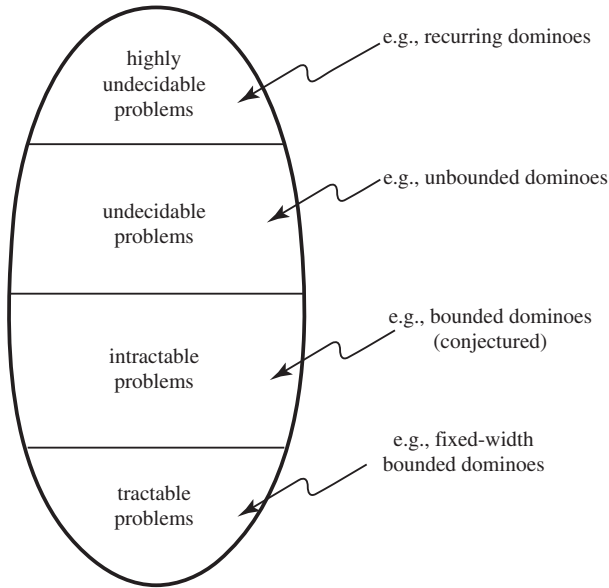 highly
undecidable
problems
e.g., recurring dominoes
undecidable
problems
e.g., unbounded dominoes
intractable
problems
e.g., bounded dominoes
(conjectured)
tractable
problems
e.g., fixed-width
bounded dominoes